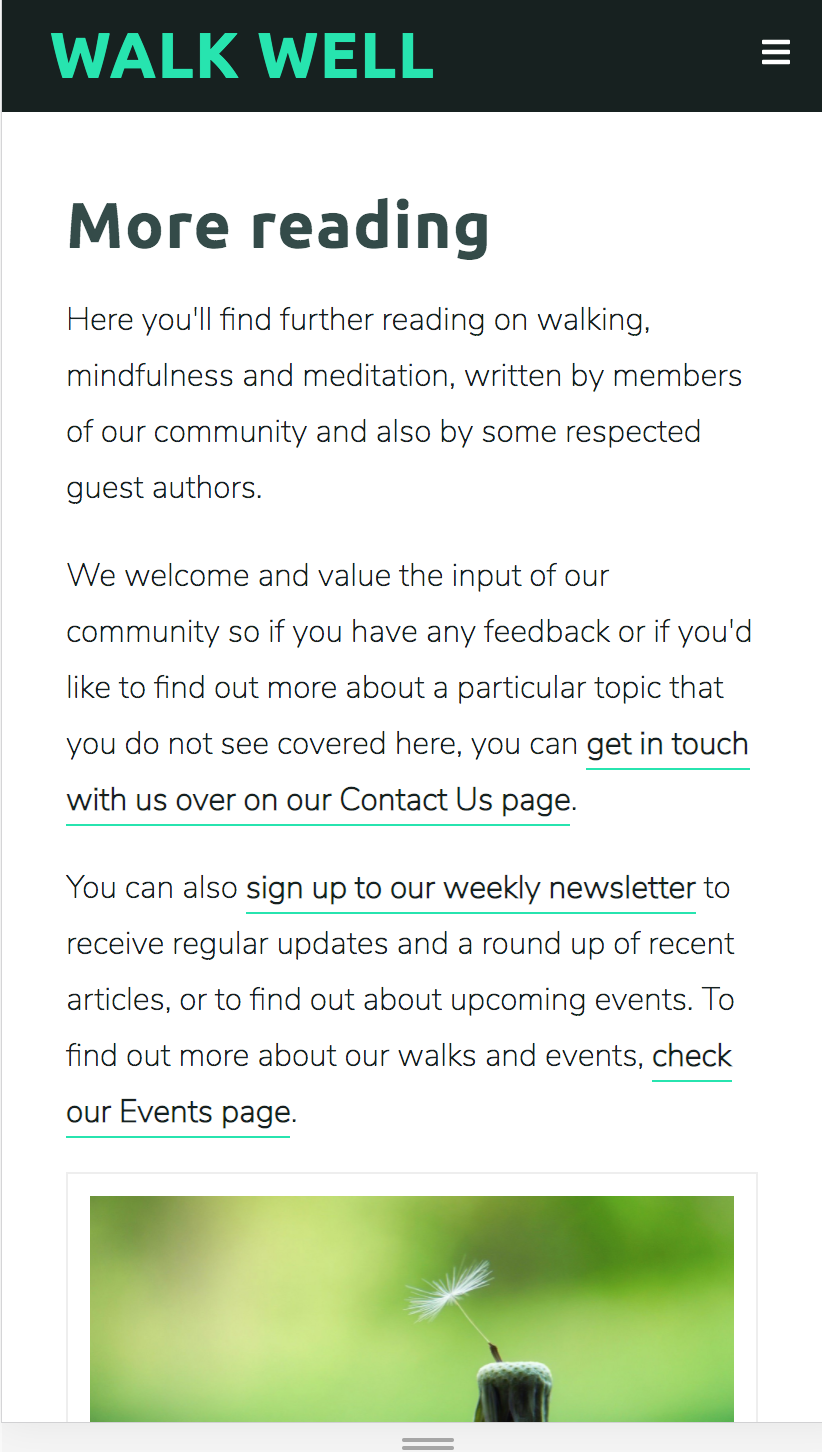 WALK WELL
More reading
Here you'll find further reading on walking,
mindfulness and meditation, written by members
of our community and also by some respected
guest authors.
We welcome and value the input of our
community so if you have any feedback or if you'd
like to find out more about a particular topic that
you do not see covered here, you can get in touch
with us over on our Contact Us page.
You can also sign up to our weekly newsletter to
receive regular updates and a round up of recent
articles, or to find out about upcoming events. To
find out more about our walks and events, check
our Events page.